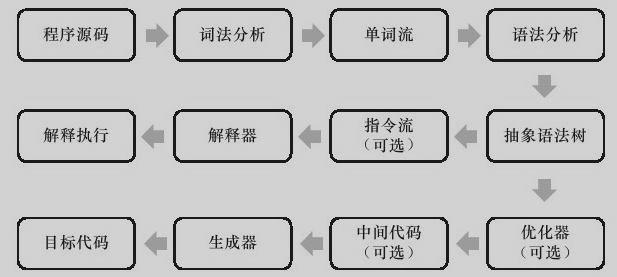 程序源码
词法分析
单词流
语法分析
解释执行
解释器
指令流
（可选）
抽象语法树
目标代码
生成器
中间代码
（可选）
优化器
（可选）